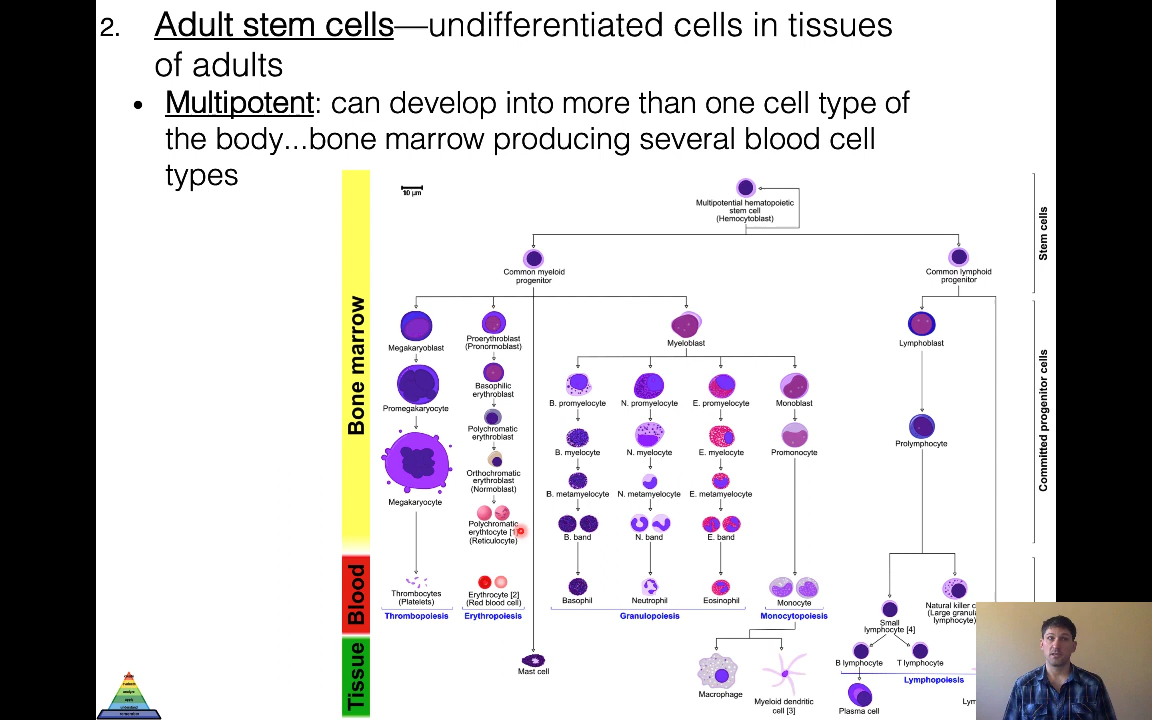 2. Adult stem cells—undifferentiated cells in tissues
of adults
• Multipotent: can develop into more than one cell type of
the body...bone marrow producing several blood cell
types
10 µm
Multipotential hematopoietic
stem cell
(Hemocytoblast)
Stem cells
Common myeloid
progenitor
Common lymphoid
progenitor
Bone marrow
Committed progenitor cells
Megakaryoblast
Proerythroblast
(Pronormoblast)
Myeloblast
Lymphoblast
Basophilic
erythroblast
Promegakaryocyte
B. promyelocyte
N. promyelocyte
E. promyelocyte
Monoblast
Polychromatic
erythroblast
Prolymphocyte
B. myelocyte
N. myelocyte
E. myelocyte
Promonocyte
Orthochromatic
erythroblast
(Normoblast)
Megakaryocyte
B. metamyelocyte
N. metamyelocyte
E. metamyelocyte
Polychromatic
erythtocyte [1
(Reticulocyte)
B. band
N. band
E. band
Blood
Thrombocytes
(Platelets)
Erythrocyte [2]
(Red blood cell)
Basophil
Neutrophil
Eosinophil
Monocyte
Natural killer c
(Large granula
lymphocyte)
Small
lymphocyte [4]
Thrombopoiesis
Erythropoiesis
Granulopoiesis
Monocytopoiesis
Tissue
Mast cell
Macrophage
Myeloid dendritic
cell [3]
B lymphocyte
T lymphocyte
Lymphopoiesis
Plasma cell
Lym